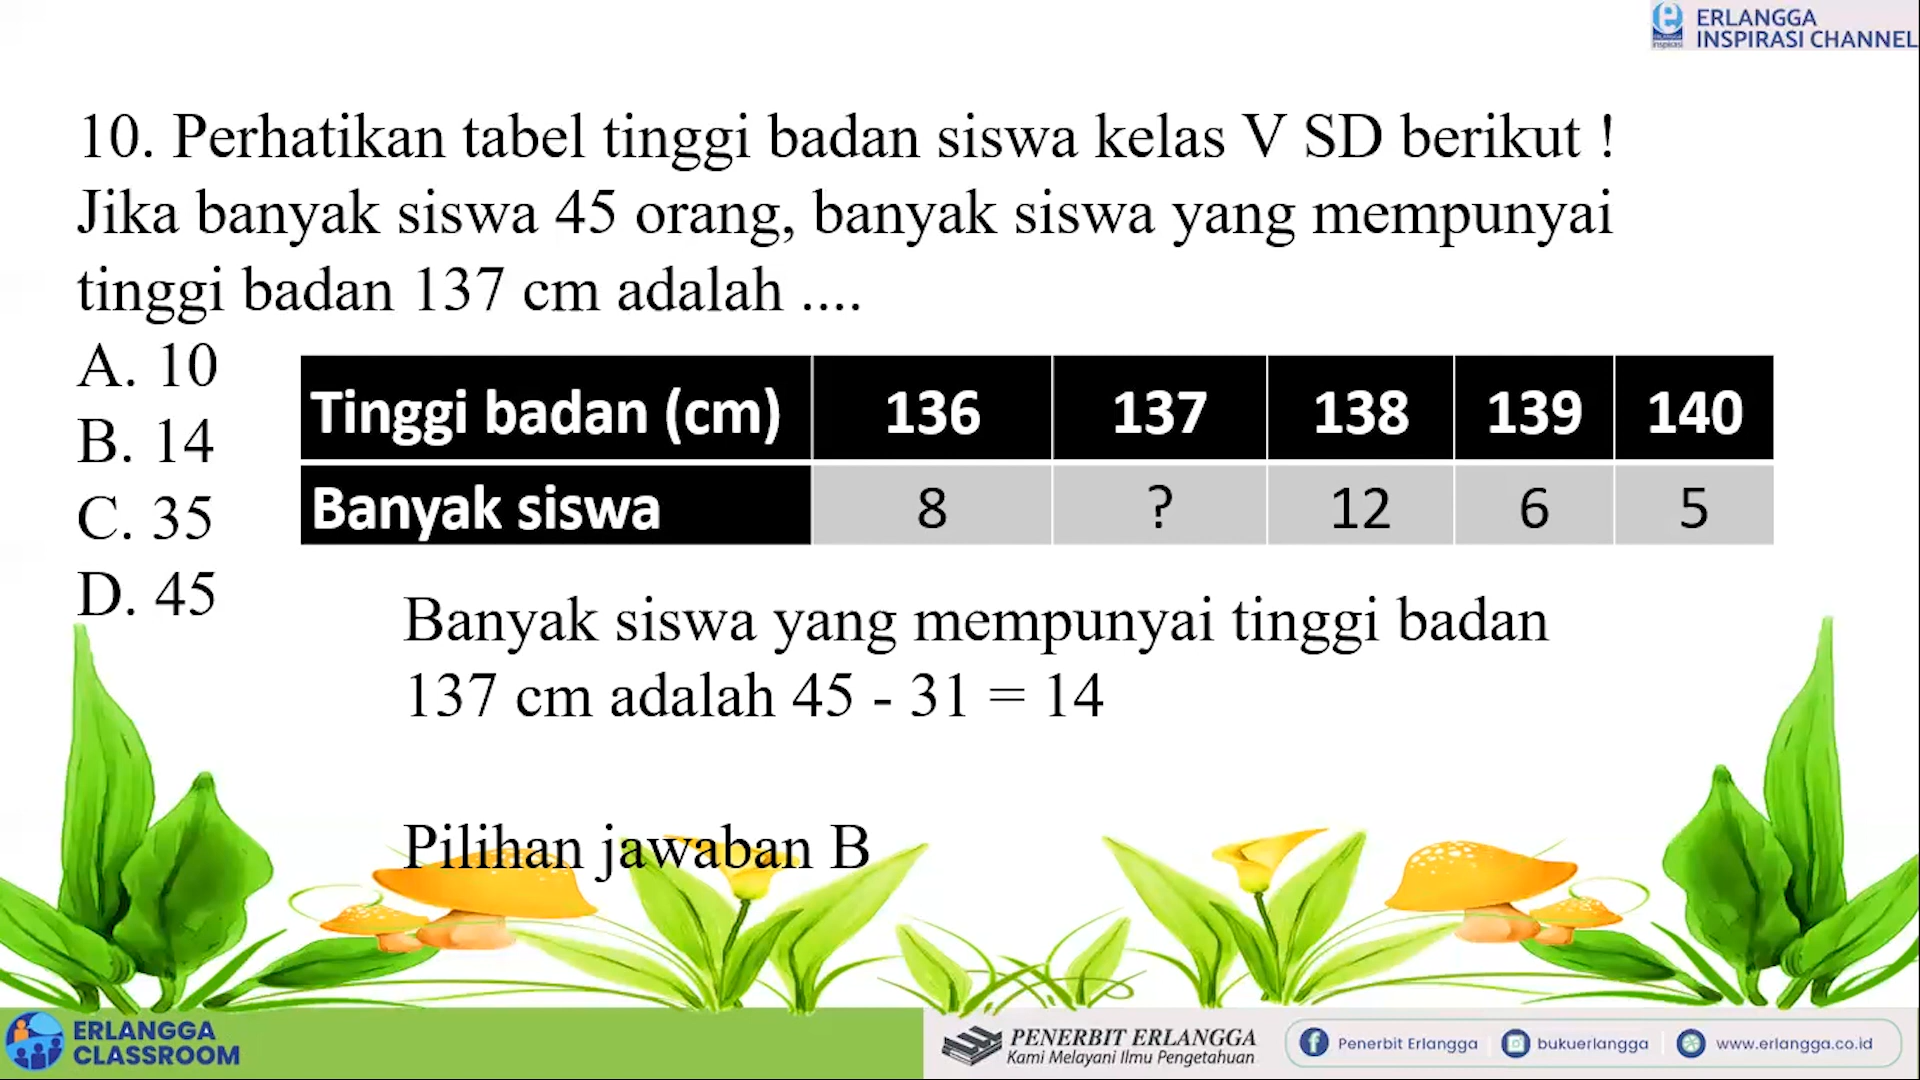 ERLANGGA
INSPIRASI CHANNEL
10. Perhatikan tabel tinggi badan siswa kelas V SD berikut !
Jika banyak siswa 45 orang, banyak siswa yang mempunyai
tinggi badan 137 cm adalah ....
A. 10
B. 14
C. 35
D. 45
Tinggi badan (cm) 136 137 138 139 140
Banyak siswa 8 ? 12 6 5
Banyak siswa yang mempunyai tinggi badan
137 cm adalah 45 - 31 = 14
Pilihan jawaban B
ERLANGGA
CLASSROOM
PENERBIT ERLANGGA
Kami Melayani Ilmu Pengetahuan
Penerbit Erlangga
bukuerlangga
www.erlangga.co.id